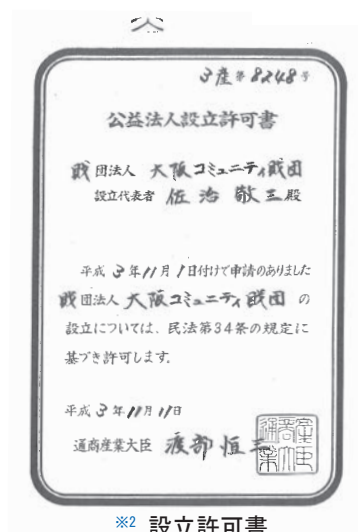 3産第8248号
公益法人設立許可書
財団法人 大阪コミュニティ財団
設立代表者 佐治敬三殿
平成3年11月1日付けで申請のありました
財団法人大阪コミュニティ財団の
設立については、民法第34条の規定に
基づき許可します。
平成3年11月11日
通商産業大臣 渡部恒三
※2 設立許可書